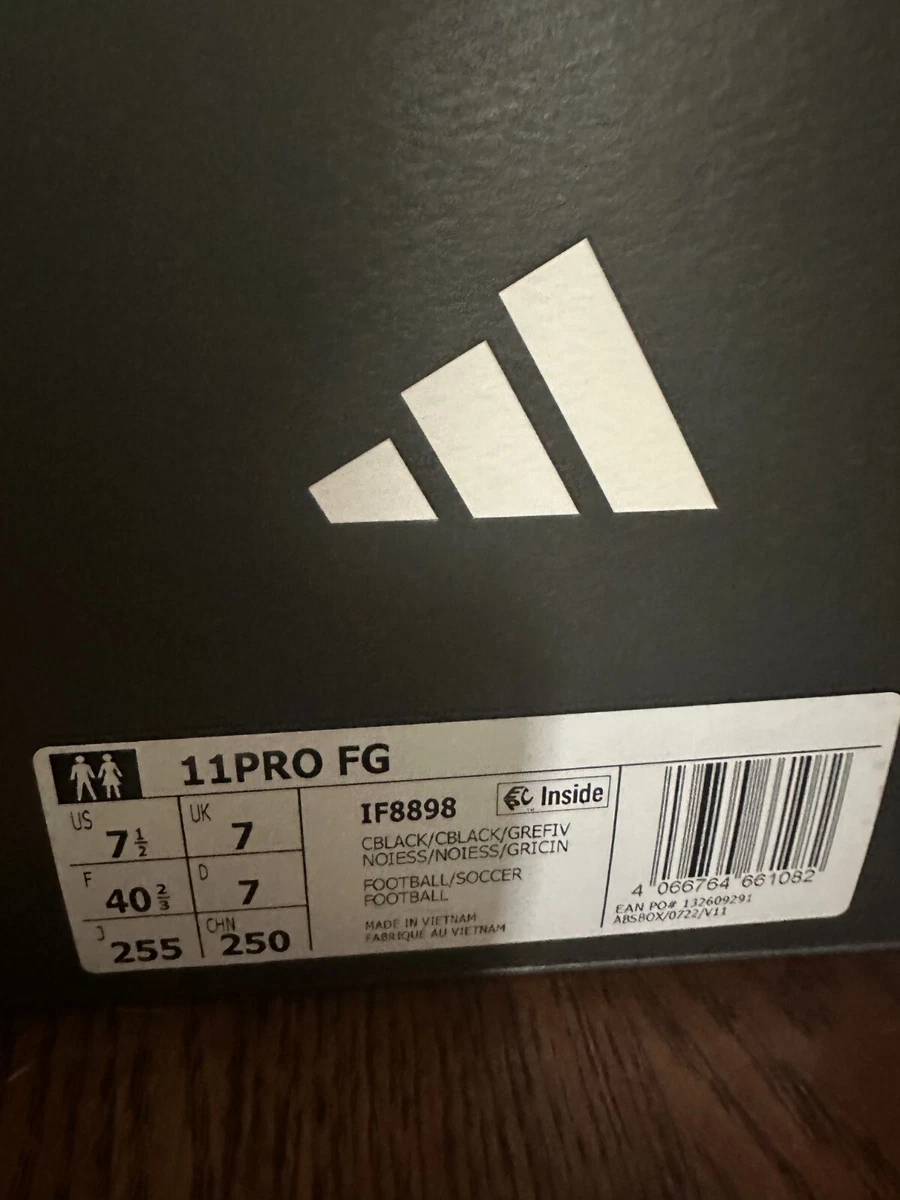 11PRO FG
US 7½ UK 7
F 40⅔ D 7
J 255 CHN 250
IF8898
EC Inside
CBLACK/CBLACK/GREFIV
NOIESS/NOIESS/GRICIN
FOOTBALL/SOCCER
FOOTBALL
MADE IN VIETNAM
FABRIQUE AU VIETNAM
4 066764 661082
EAN PO# 132609291
ABSBOX/0722/V11